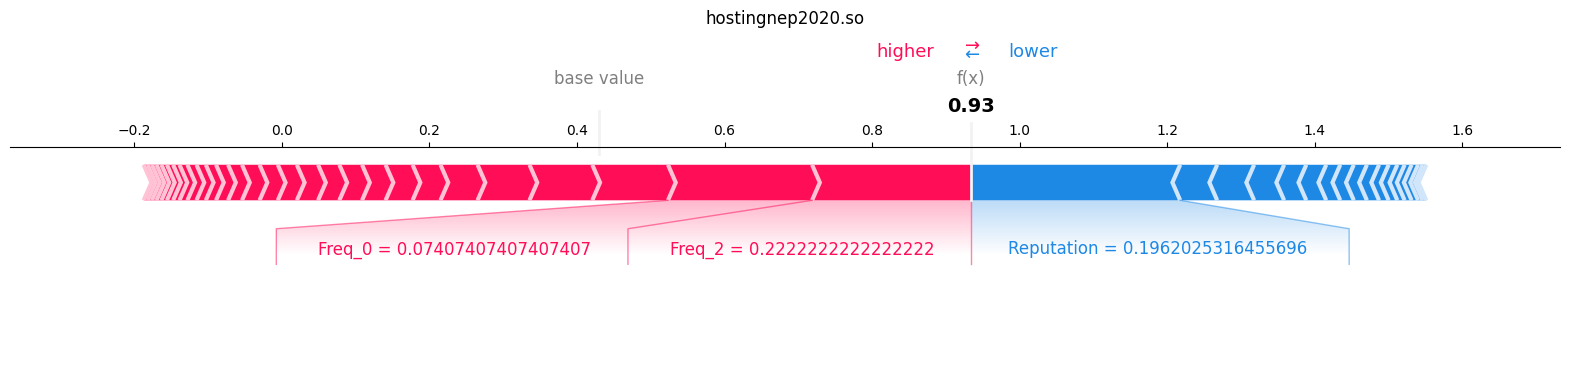 hostingnep2020.so
higher → ← lower
base value f(x)
0.93
−0.2 0.0 0.2 0.4 0.6 0.8 1.0 1.2 1.4 1.6
Freq_0 = 0.07407407407407407 Freq_2 = 0.2222222222222222 Reputation = 0.1962025316455696